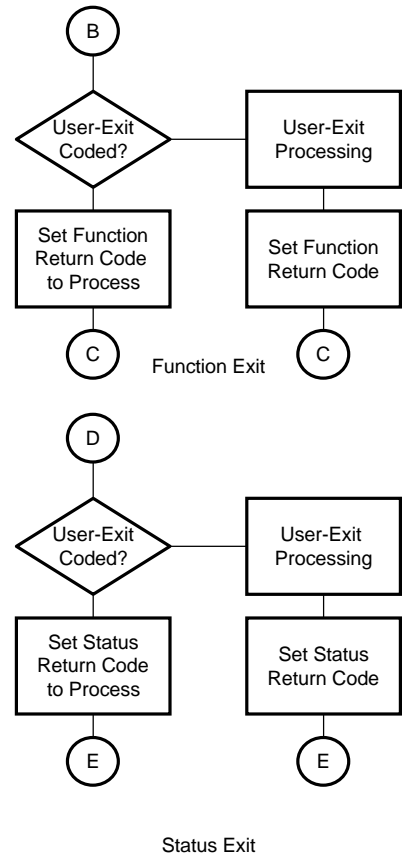 B
User-Exit
Coded?
User-Exit
Processing
Set Function
Return Code
to Process
Set Function
Return Code
C
C
Function Exit
D
User-Exit
Coded?
User-Exit
Processing
Set Status
Return Code
to Process
Set Status
Return Code
E
E
Status Exit